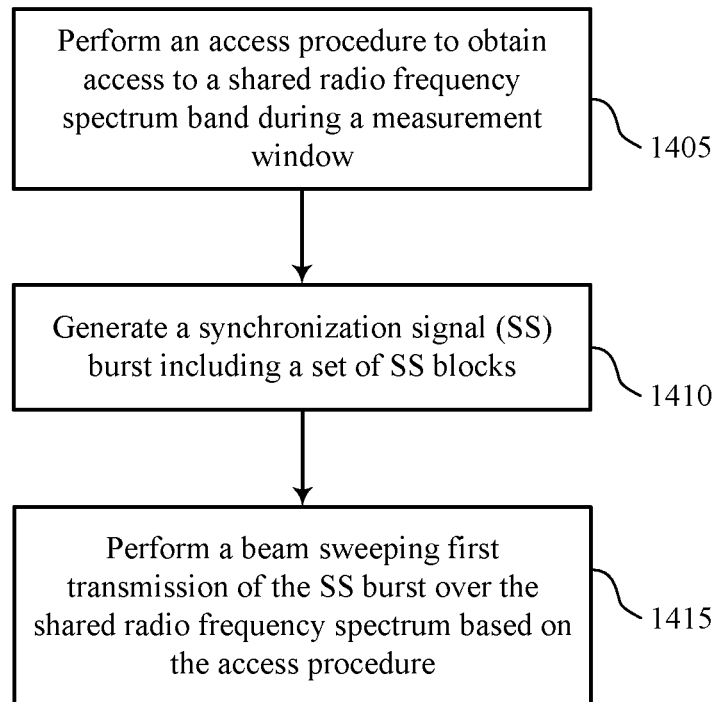 Perform an access procedure to obtain
access to a shared radio frequency
spectrum band during a measurement
window
1405
Generate a synchronization signal (SS)
burst including a set of SS blocks
1410
Perform a beam sweeping first
transmission of the SS burst over the
shared radio frequency spectrum based on
the access procedure
1415